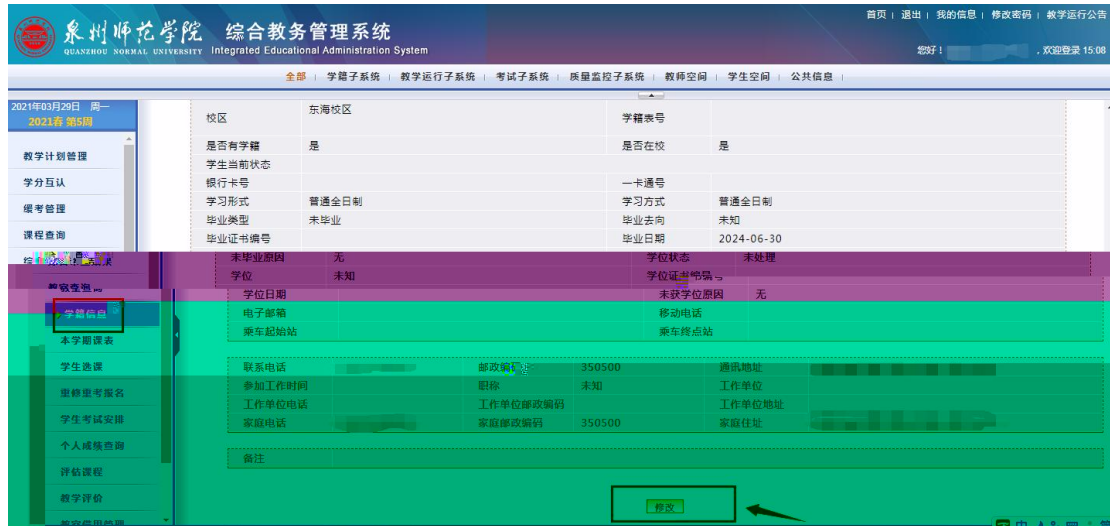 首页 | 退出 | 我的信息 | 修改密码 | 教学运行公告
泉州师范学院 综合教务管理系统
QUANZHOU NORMAL UNIVERSITY Integrated Educational Administration System
您好！ ，欢迎登录 15:08
全部 | 学籍子系统 | 教学运行子系统 | 考试子系统 | 质量监控子系统 | 教师空间 | 学生空间 | 公共信息 |
2021年03月29日 周一
2021春 第5周
教学计划管理
学分互认
缓考管理
课程查询
教室查询
学籍信息
本学期课表
学生选课
重修重考报名
学生考试安排
个人成绩查询
评估课程
教学评价
教室借用管理
校区 东海校区 学籍表号
是否有学籍 是 是否在校 是
学生当前状态
银行卡号 一卡通号
学习形式 普通全日制 学习方式 普通全日制
毕业类型 未毕业 毕业去向 未知
毕业证书编号 毕业日期 2024-06-30
未毕业原因 无 学位状态 未处理
学位 未知 学位证书编号
学位日期 未获学位原因 无
电子邮箱 移动电话
乘车起始站 乘车终点站
联系电话 邮政编码 350500 通讯地址
参加工作时间 职称 未知 工作单位
工作单位电话 工作单位邮政编码 工作单位地址
家庭电话 家庭邮政编码 350500 家庭住址
备注
修改